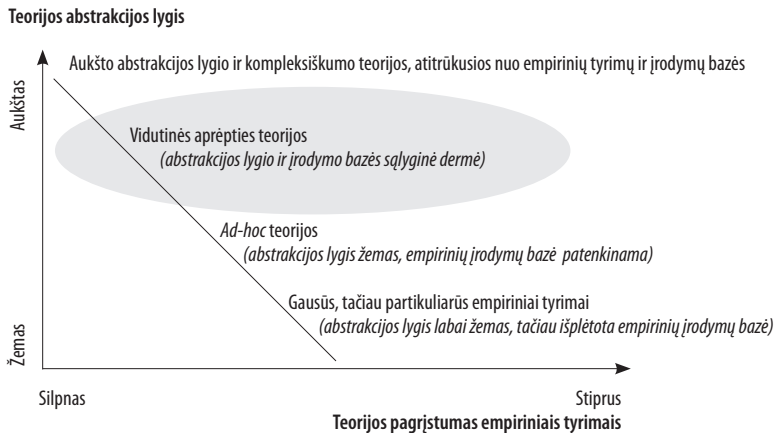 Teorijos abstrakcijos lygis
Aukšto abstrakcijos lygio ir kompleksiškumo teorijos, atitrūkusios nuo empirinių tyrimų ir įrodymų bazės
Aukštas
Vidutinės aprėpties teorijos
(abstrakcijos lygio ir įrodymo bazės sąlyginė dermė)
Ad-hoc teorijos
(abstrakcijos lygis žemas, empirinių įrodymų bazė patenkinama)
Gausūs, tačiau partikuliarūs empiriniai tyrimai
(abstrakcijos lygis labai žemas, tačiau išplėtota empirinių įrodymų bazė)
Žemas
Silpnas
Stiprus
Teorijos pagrįstumas empiriniais tyrimais